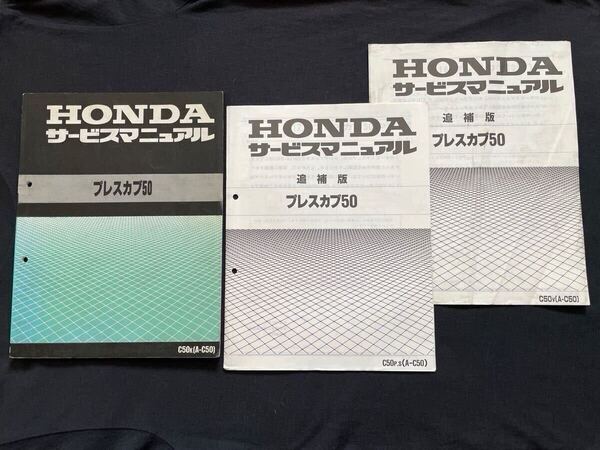 HONDA
サービスマニュアル
プレスカブ50
C50K(A-C50)
HONDA
サービスマニュアル
追補版
プレスカブ50
C50P,S(A-C50)
HONDA
サービスマニュアル
追補版
プレスカブ50
C50V(A-C50)